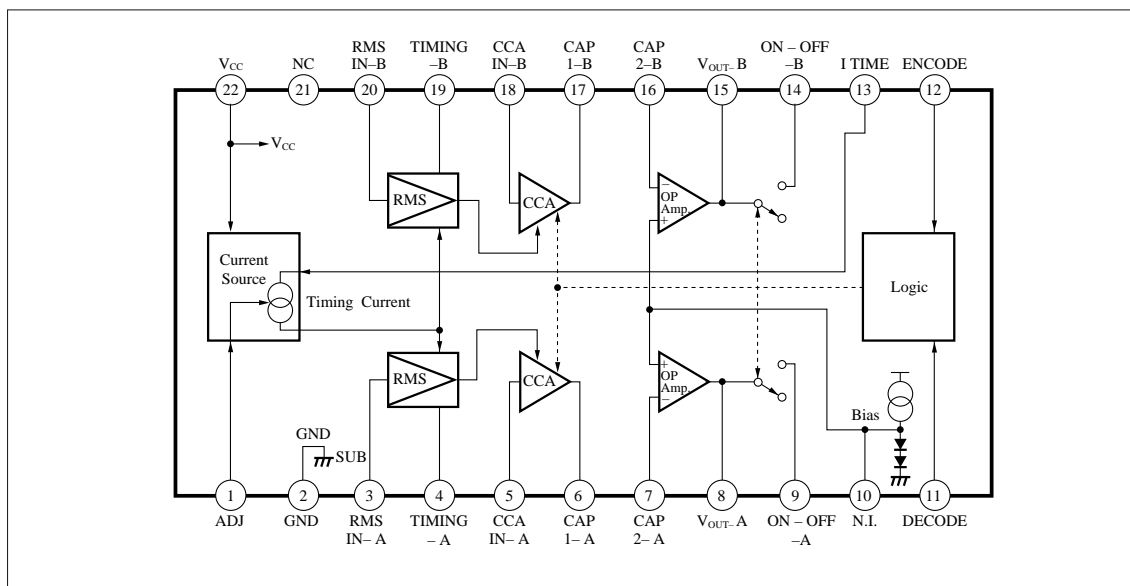 VCC
NC
RMS
IN–B
TIMING
–B
CCA
IN–B
CAP
1–B
CAP
2–B
VOUT– B
ON – OFF
–B
I TIME
ENCODE
22
21
20
19
18
17
16
15
14
13
12
VCC
RMS
CCA
–
OP
Amp.
+
Current
Source
Timing Current
Logic
RMS
CCA
+
OP
Amp.
–
Bias
GND
SUB
1
2
3
4
5
6
7
8
9
10
11
ADJ
GND
RMS
IN– A
TIMING
– A
CCA
IN– A
CAP
1– A
CAP
2– A
VOUT– A
ON – OFF
–A
N.I.
DECODE